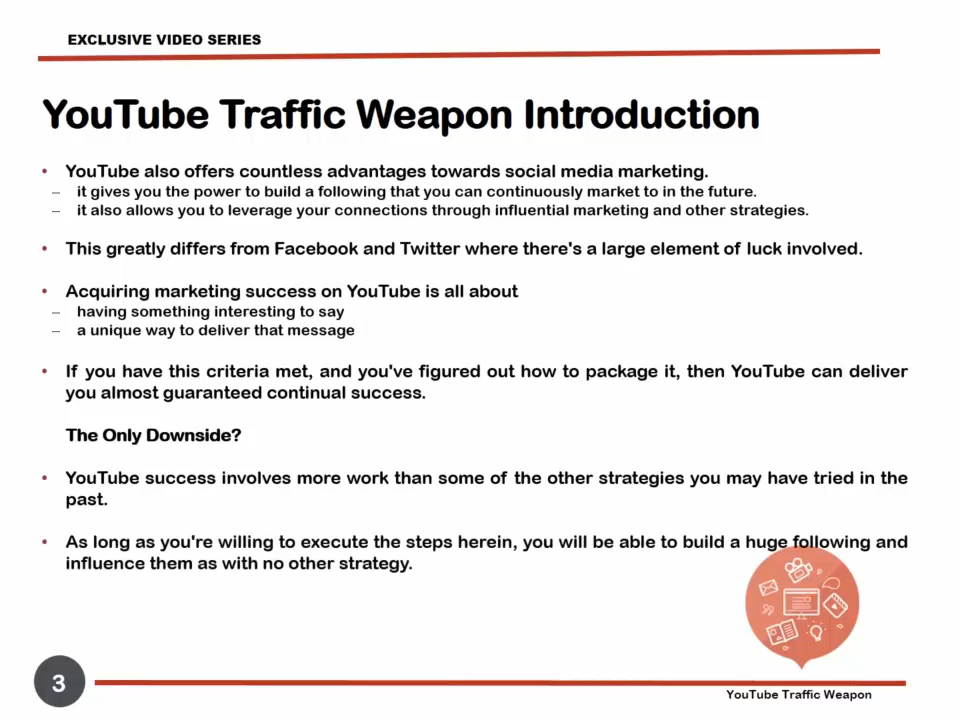 EXCLUSIVE VIDEO SERIES
YouTube Traffic Weapon Introduction
• YouTube also offers countless advantages towards social media marketing.
– it gives you the power to build a following that you can continuously market to in the future.
– it also allows you to leverage your connections through influential marketing and other strategies.
• This greatly differs from Facebook and Twitter where there's a large element of luck involved.
• Acquiring marketing success on YouTube is all about
– having something interesting to say
– a unique way to deliver that message
• If you have this criteria met, and you've figured out how to package it, then YouTube can deliver
you almost guaranteed continual success.
The Only Downside?
• YouTube success involves more work than some of the other strategies you may have tried in the
past.
• As long as you're willing to execute the steps herein, you will be able to build a huge following and
influence them as with no other strategy.
3
YouTube Traffic Weapon